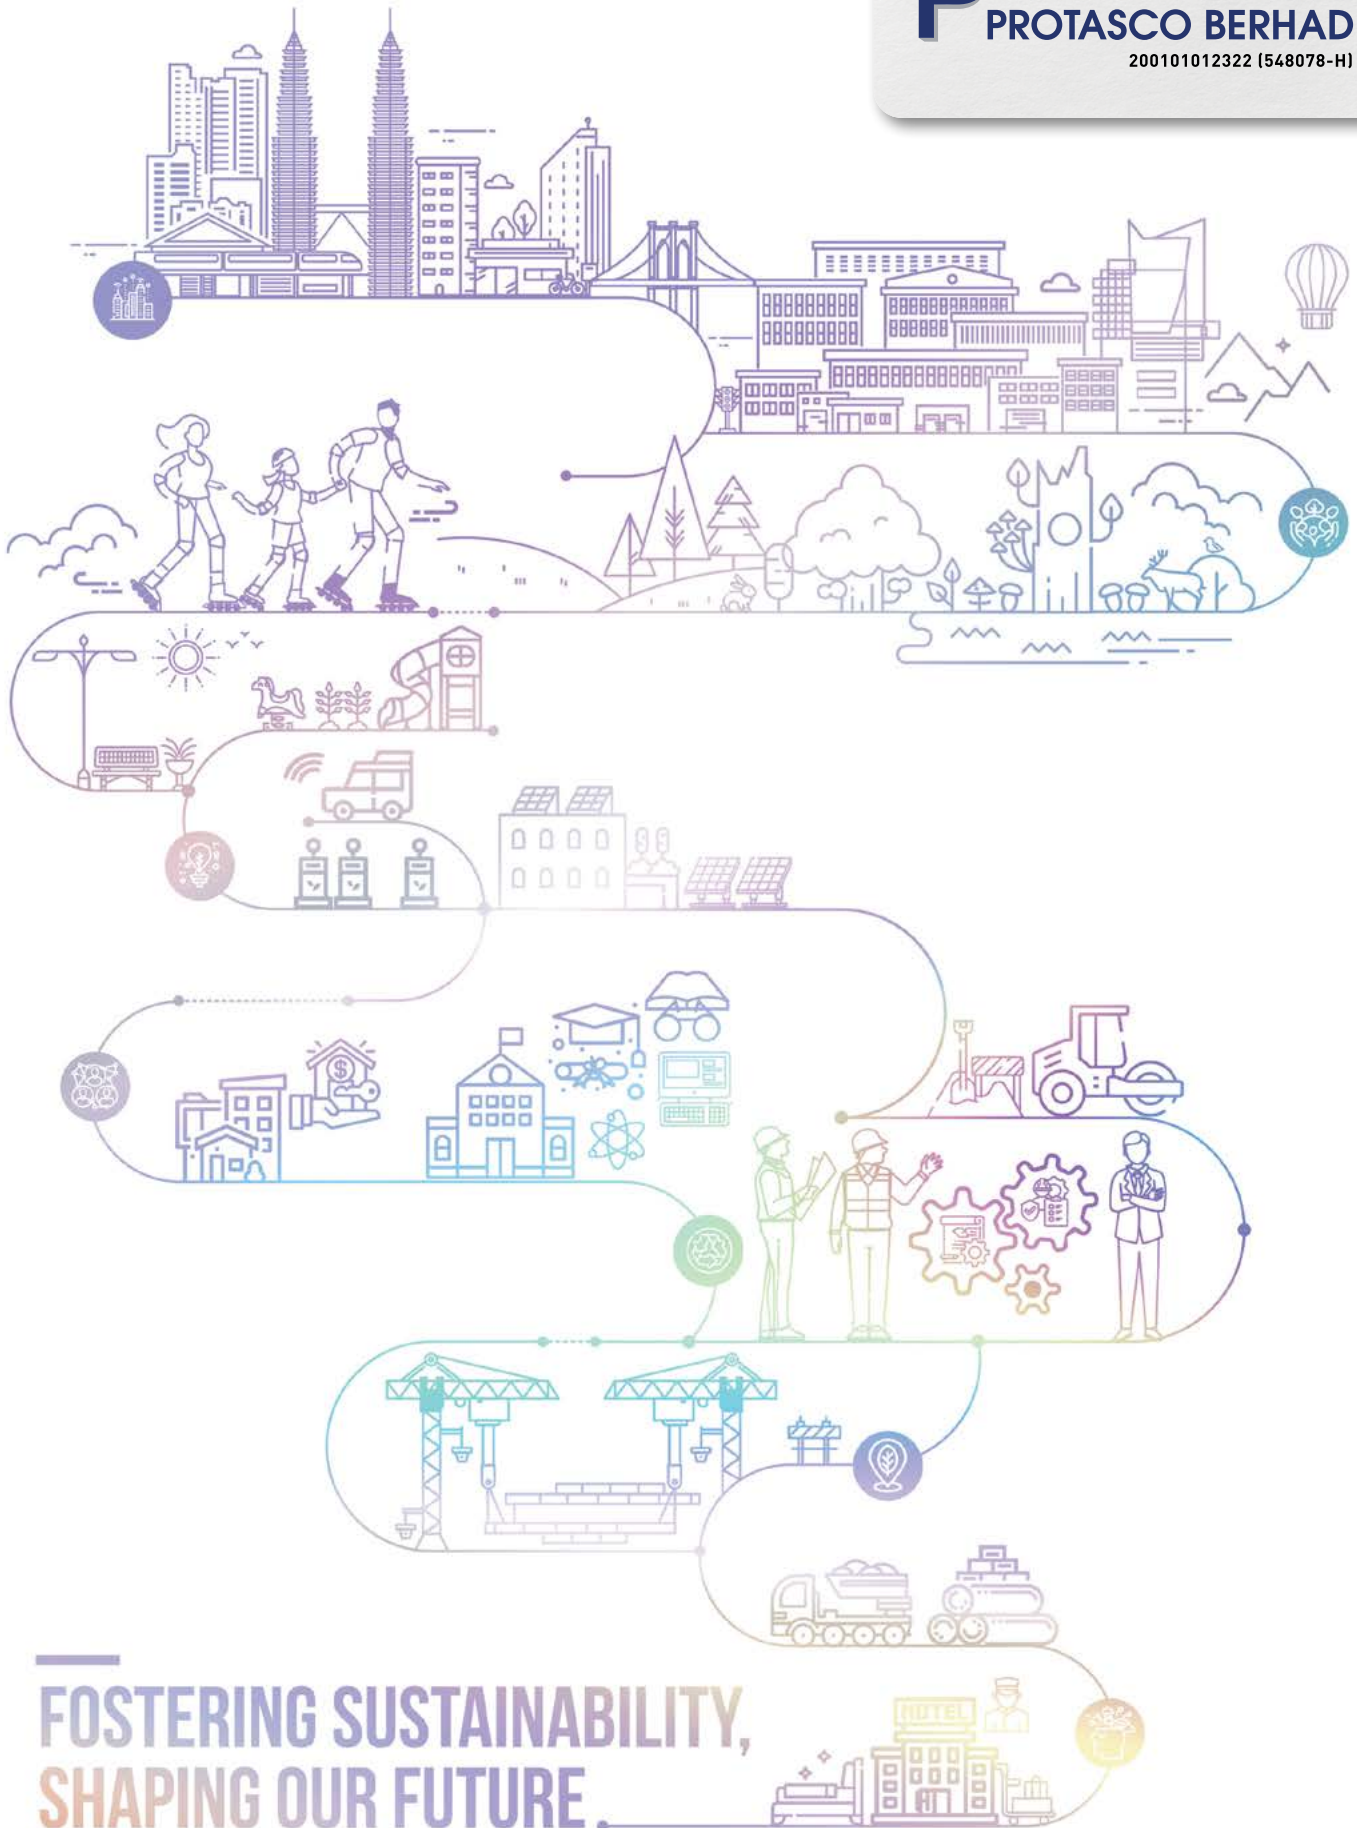 PROTASCO BERHAD
200101012322 (548078-H)
HOTEL
FOSTERING SUSTAINABILITY,
SHAPING OUR FUTURE